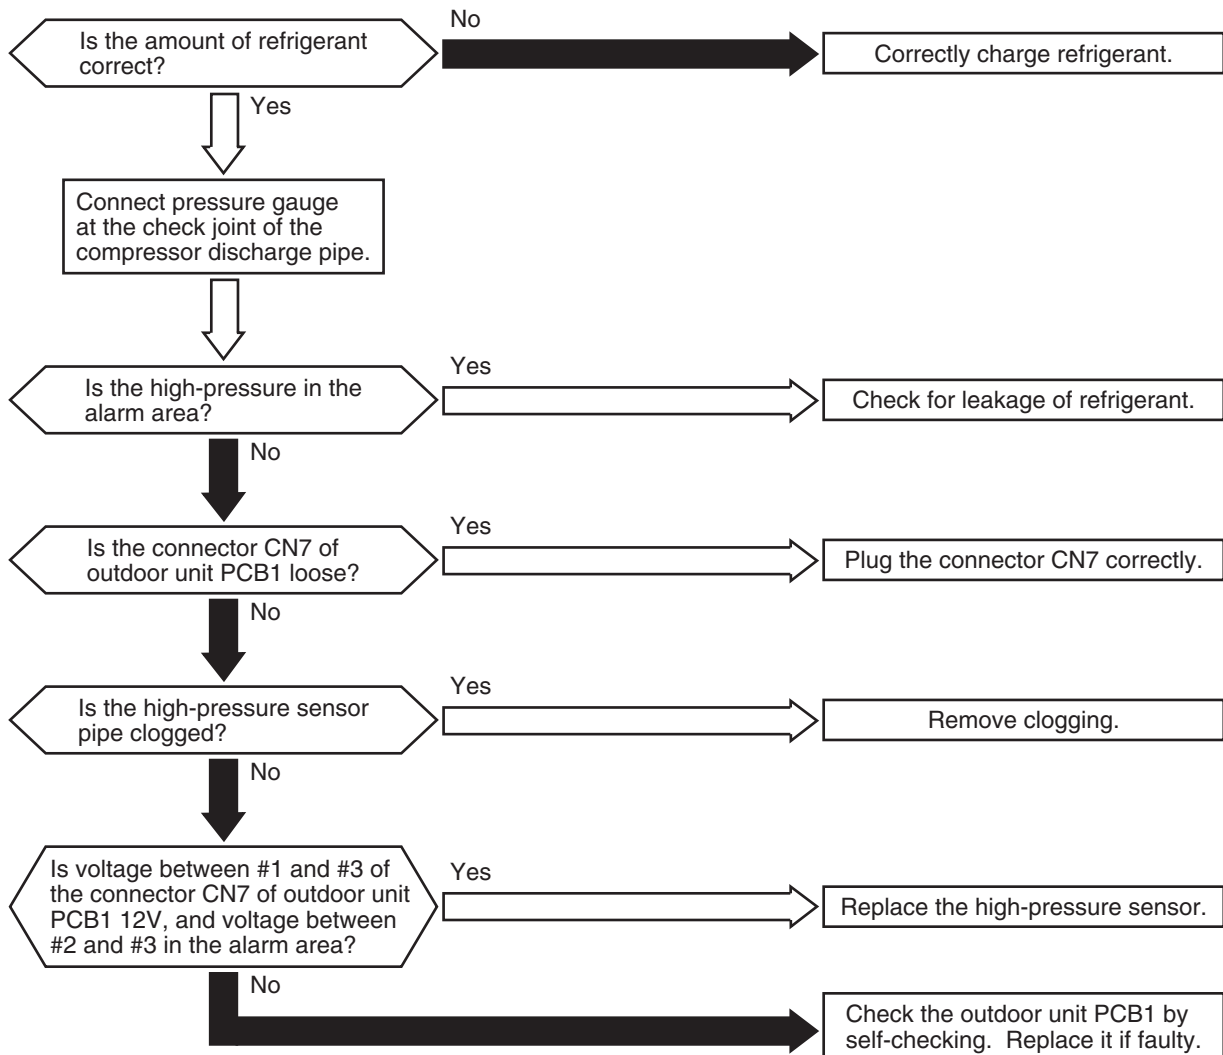 No
Is the amount of refrigerant
correct?
Correctly charge refrigerant.
Yes
Connect pressure gauge
at the check joint of the
compressor discharge pipe.
Yes
Is the high-pressure in the
alarm area?
Check for leakage of refrigerant.
No
Yes
Is the connector CN7 of
outdoor unit PCB1 loose?
Plug the connector CN7 correctly.
No
Yes
Is the high-pressure sensor
pipe clogged?
Remove clogging.
No
Is voltage between #1 and #3 of
the connector CN7 of outdoor unit
PCB1 12V, and voltage between
#2 and #3 in the alarm area?
Yes
Replace the high-pressure sensor.
No
Check the outdoor unit PCB1 by
self-checking. Replace it if faulty.